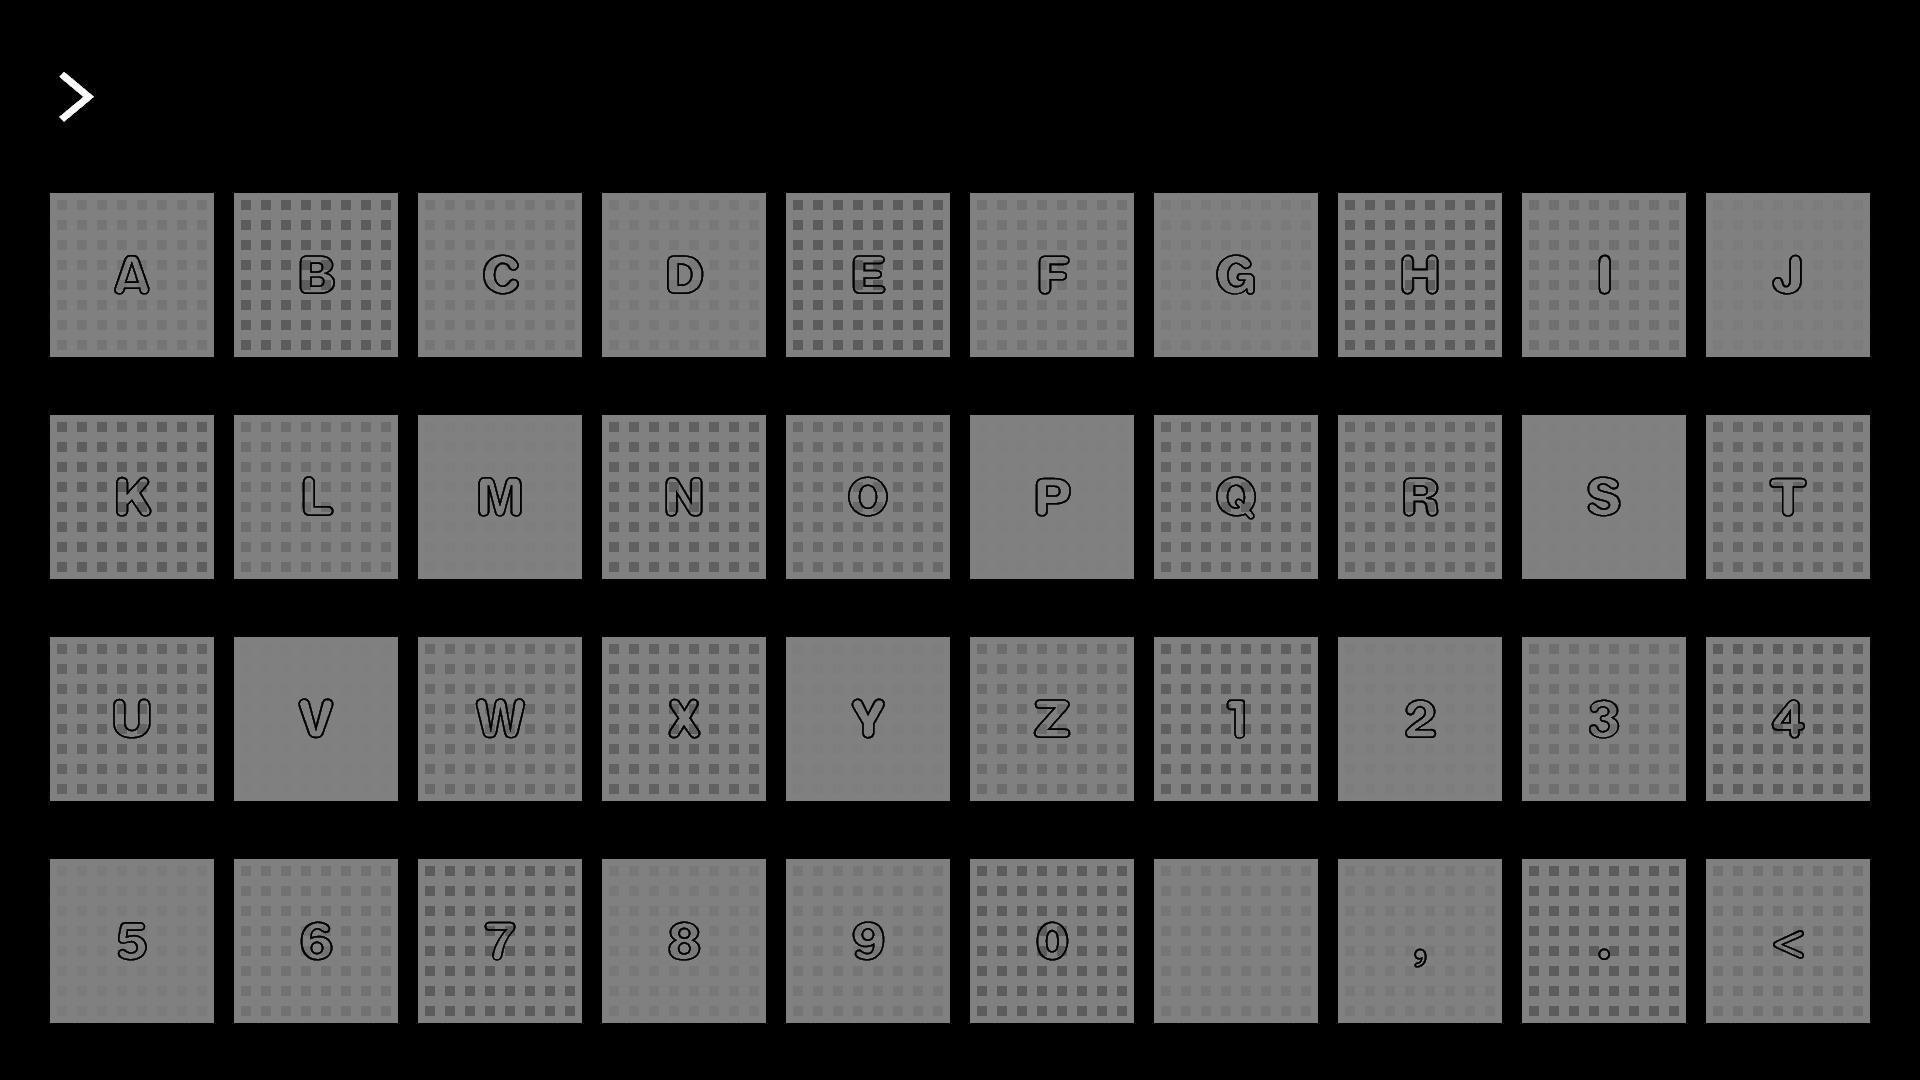 >
A B C D E F G H I J
K L M N O P Q R S T
U V W X Y Z 1 2 3 4
5 6 7 8 9 0 , . <